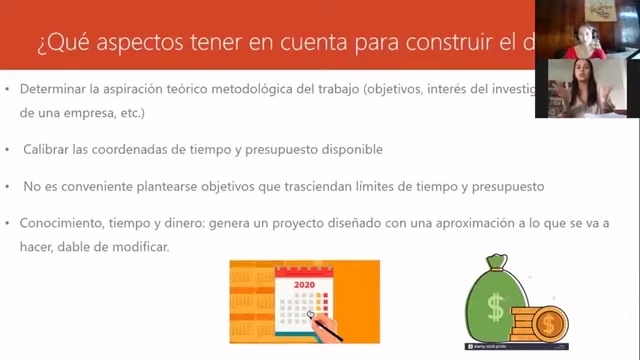 ¿Qué aspectos tener en cuenta para construir el d
• Determinar la aspiración teórico metodológica del trabajo (objetivos, interés del investig
de una empresa, etc.)
• Calibrar las coordenadas de tiempo y presupuesto disponible
• No es conveniente plantearse objetivos que trasciendan límites de tiempo y presupuesto
• Conocimiento, tiempo y dinero: genera un proyecto diseñado con una aproximación a lo que se va a
hacer, dable de modificar.
2020
$
$